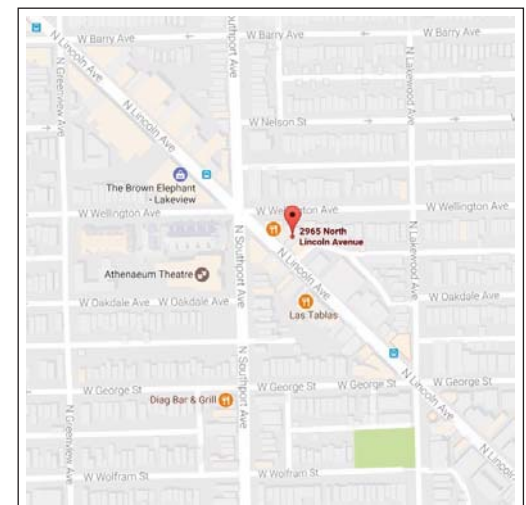 W Barry Ave
W Barry Ave
W Barry Ave
N Lincoln Ave
uthport Ave
N Greenview Ave
N Lakewood Ave
N Lincoln Ave
W Nelson St
The Brown Elephant
- Lakeview
W Wellington Ave
W Wellington Ave
W Wellington Ave
2965 North
Lincoln Avenue
N Southport Ave
N Lincoln Ave
N Lakewood Ave
Athenaeum Theatre
W Oakdale Ave
W Oakdale Ave
W Oakdale Ave
Las Tablas
N Southport Ave
W George St
W George St
W George St
Diag Bar & Grill
N Lincoln Ave
N Greenview Ave
N Lincoln
W Wolfram St
W Wolfram St